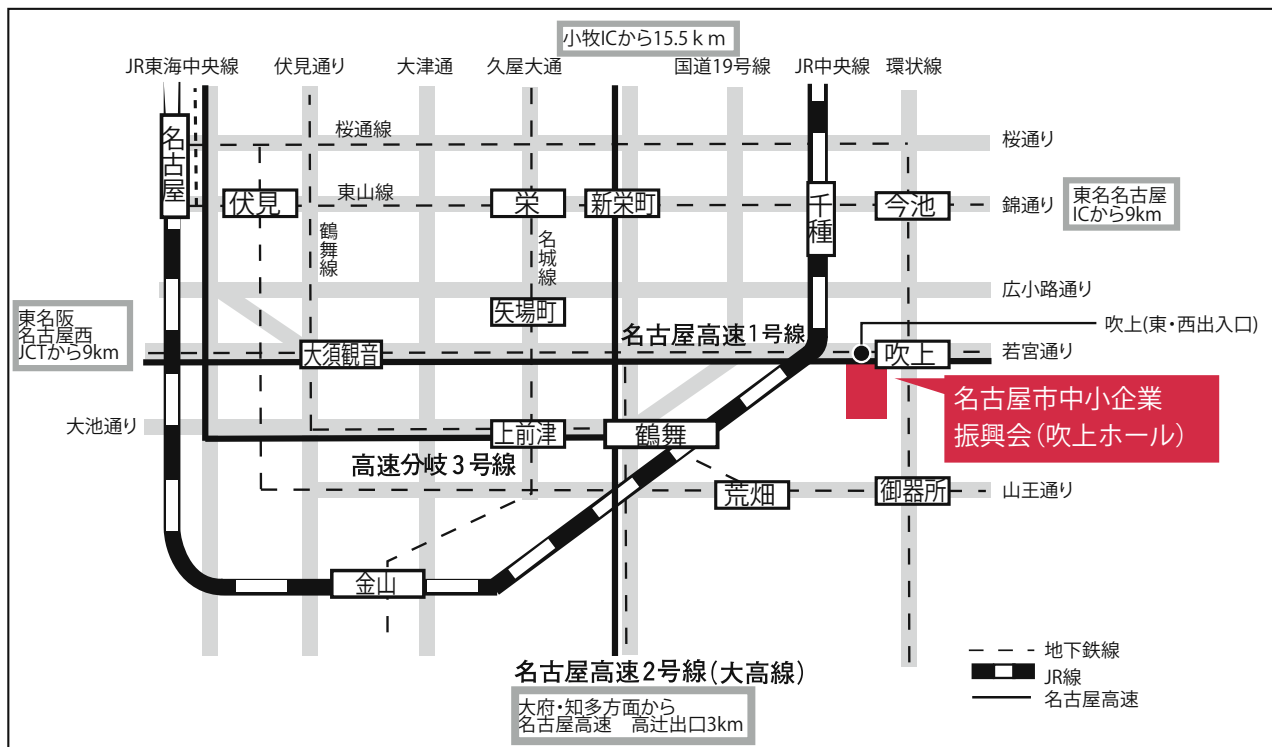 小牧ICから15.5ｋｍ
JR東海中央線
伏見通り
大津通
久屋大通
国道19号線
JR中央線
環状線
桜通線
桜通り
名古屋
東山線
伏見
栄
新栄町
千種
今池
錦通り
東名名古屋
ICから9km
鶴舞線
名城線
広小路通り
矢場町
東名阪
名古屋西
JCTから9km
名古屋高速1号線
吹上(東・西出入口)
大須観音
吹上
若宮通り
名古屋市中小企業
振興会（吹上ホール）
大池通り
上前津
鶴舞
高速分岐３号線
荒畑
御器所
山王通り
金山
名古屋高速2号線(大高線)
大府・知多方面から
名古屋高速　高辻出口3km
地下鉄線
JR線
名古屋高速